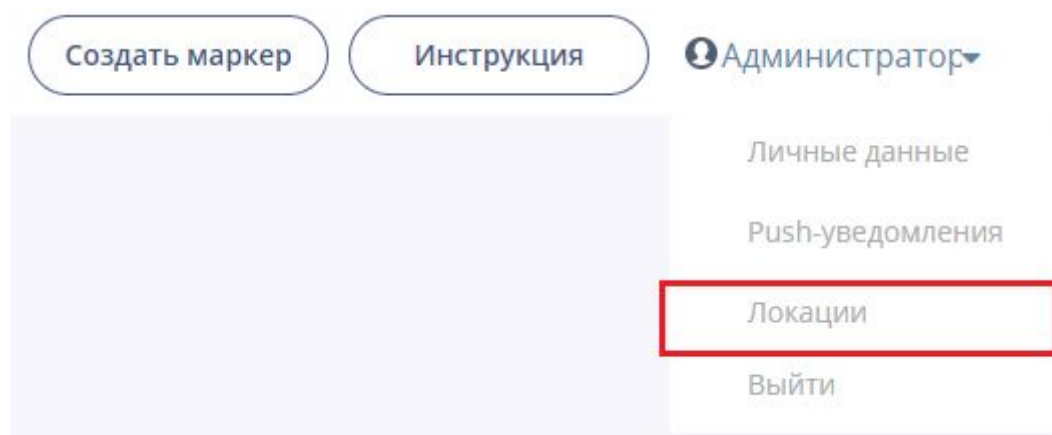 Создать маркер Инструкция Администратор
Личные данные
Push-уведомления
Локации
Выйти